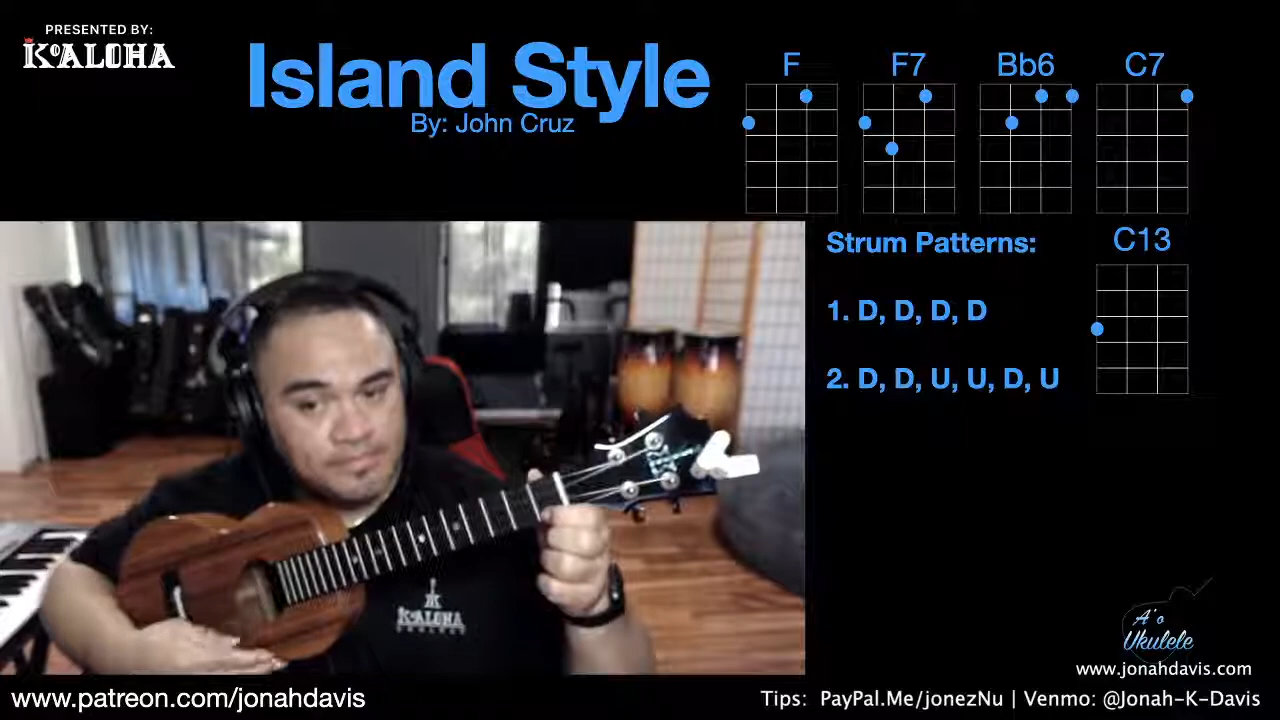 PRESENTED BY:
KoALOHA
Island Style
By: John Cruz
F
F7
Bb6
C7
Strum Patterns:
C13
1. D, D, D, D
2. D, D, U, U, D, U
KoALOHA
UKULELE
A'o
Ukulele
www.jonahdavis.com
www.patreon.com/jonahdavis
Tips: PayPal.Me/jonezNu | Venmo: @Jonah-K-Davis